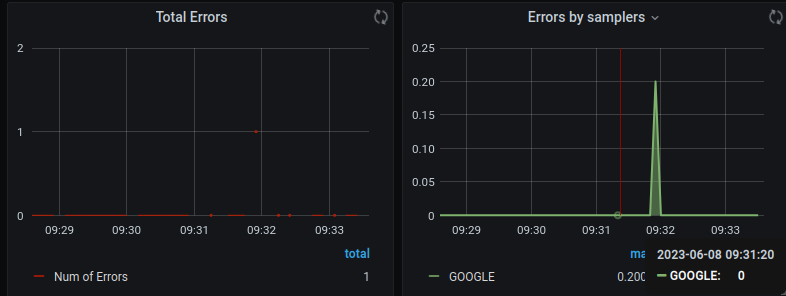 Total Errors
2
1
0
09:29 09:30 09:31 09:32 09:33
total
Num of Errors 1
Errors by samplers
0.25
0.20
0.15
0.10
0.05
0
09:29 09:30 09:31 09:32 09:33
ma
GOOGLE 0.200
2023-06-08 09:31:20
GOOGLE: 0